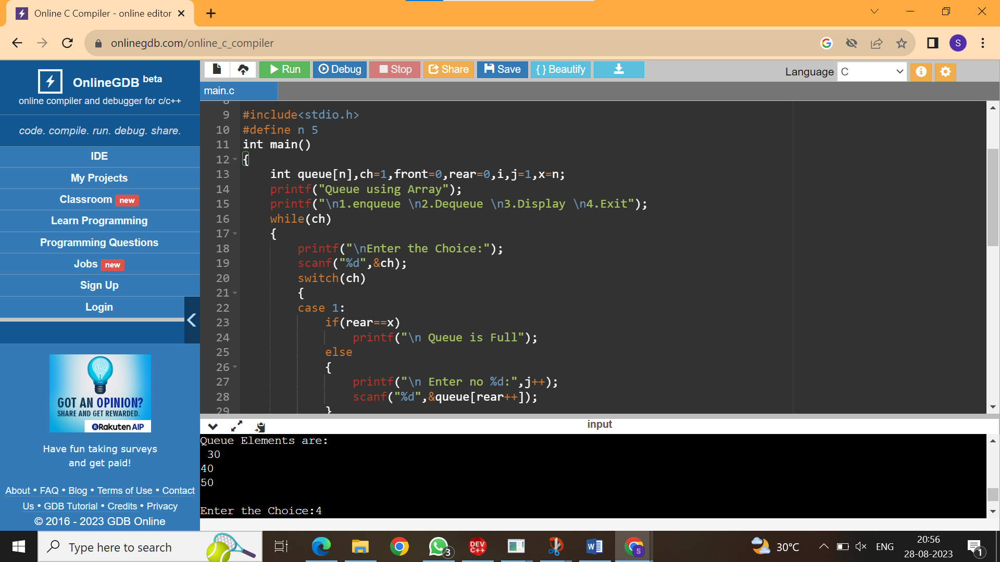 Online C Compiler - online editor
onlinegdb.com/online_c_compiler
S
OnlineGDB beta
online compiler and debugger for c/c++
code. compile. run. debug. share.
IDE
My Projects
Classroom new
Learn Programming
Programming Questions
Jobs new
Sign Up
Login
GOT AN OPINION?
SHARE AND GET REWARDED.
Rakuten AIP
Have fun taking surveys
and get paid!
About • FAQ • Blog • Terms of Use • Contact
Us • GDB Tutorial • Credits • Privacy
© 2016 - 2023 GDB Online
Run Debug Stop Share Save {} Beautify
Language C
main.c
8
9 #include<stdio.h>
10 #define n 5
11 int main()
12 {
13 int queue[n],ch=1,front=0,rear=0,i,j=1,x=n;
14 printf("Queue using Array");
15 printf("\n1.enqueue \n2.Dequeue \n3.Display \n4.Exit");
16 while(ch)
17 {
18 printf("\nEnter the Choice:");
19 scanf("%d",&ch);
20 switch(ch)
21 {
22 case 1:
23 if(rear==x)
24 printf("\n Queue is Full");
25 else
26 {
27 printf("\n Enter no %d:",j++);
28 scanf("%d",&queue[rear++]);
29 }
input
Queue Elements are:
30
40
50
Enter the Choice:4
Type here to search
3
DEV
C++
W
S
30°C
ENG
20:56
28-08-2023
1